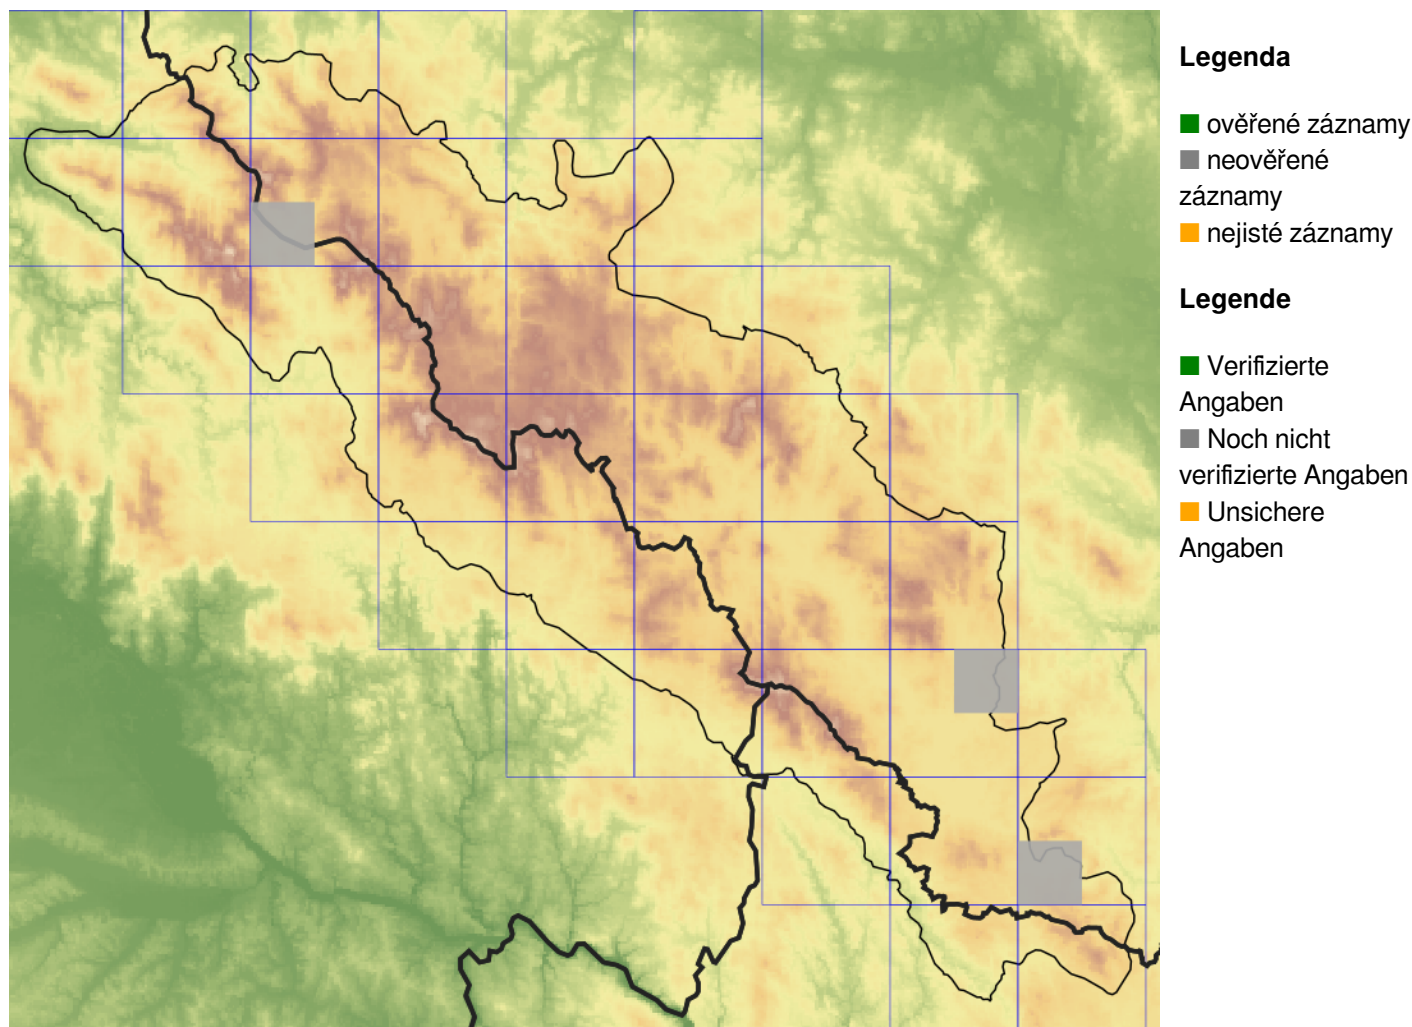 Legenda
ověřené záznamy
neověřené
záznamy
nejisté záznamy
Legende
Verifizierte
Angaben
Noch nicht
verifizierte Angaben
Unsichere
Angaben